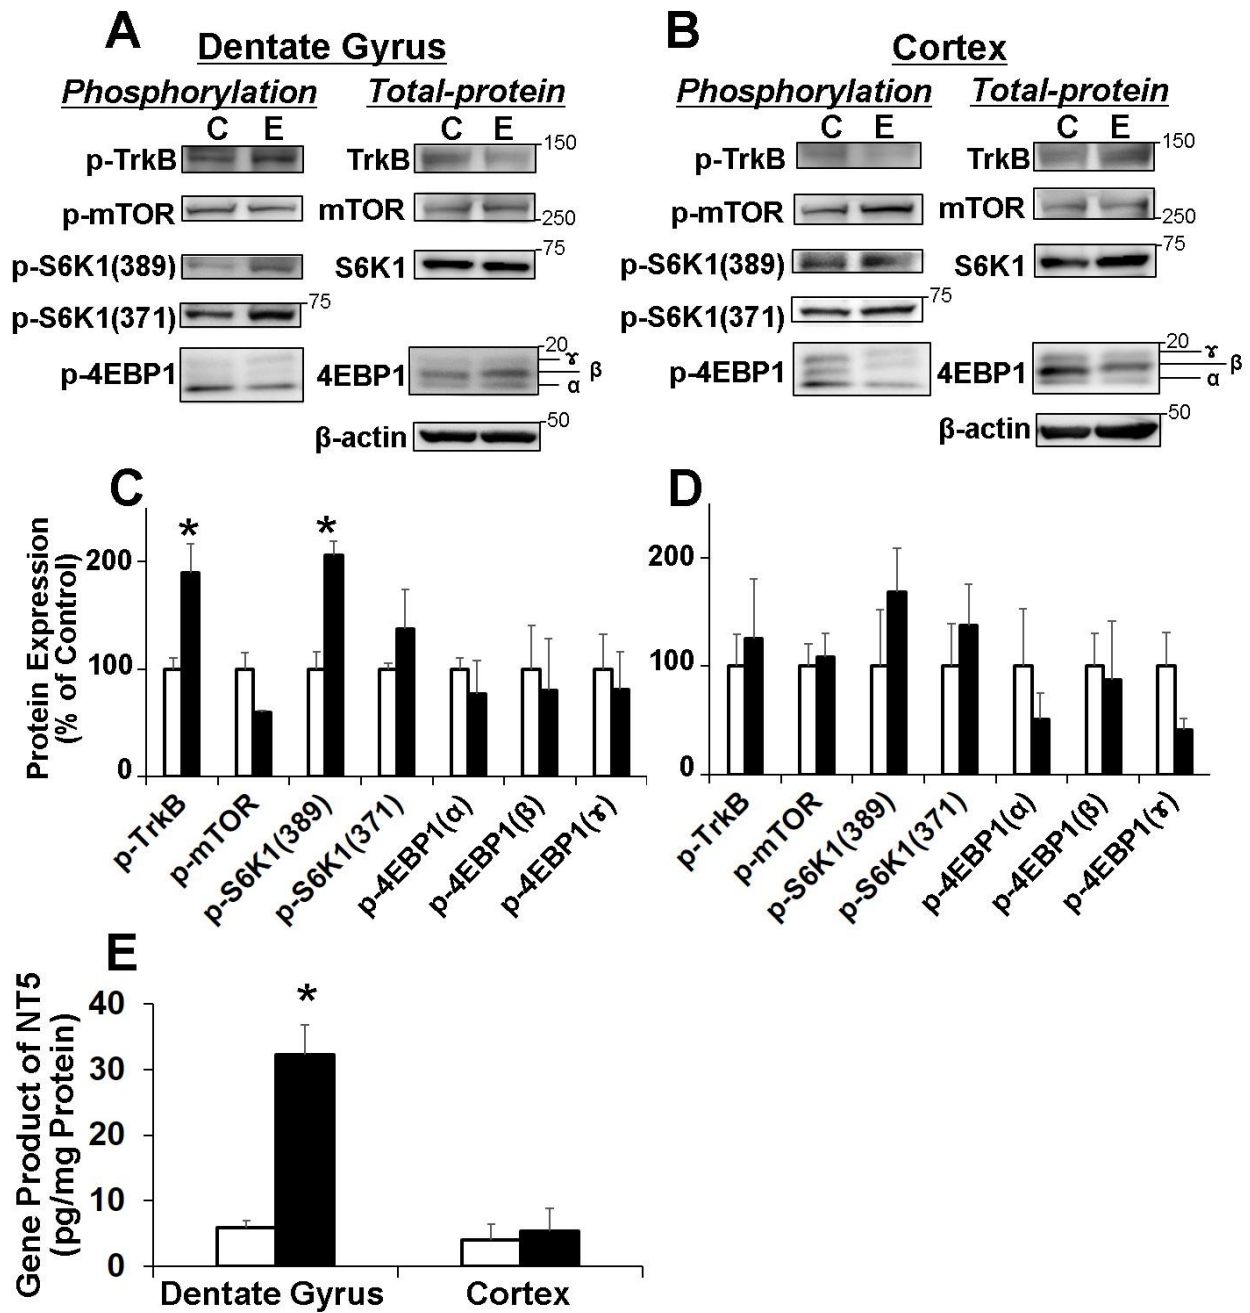 A
Dentate Gyrus
Phosphorylation Total-protein
C E C E
p-TrkB TrkB -150
p-mTOR mTOR -250
p-S6K1(389) S6K1 -75
p-S6K1(371) -75
p-4EBP1 4EBP1 -20 ɤ β α
β-actin -50
B
Cortex
Phosphorylation Total-protein
C E C E
p-TrkB TrkB -150
p-mTOR mTOR -250
p-S6K1(389) S6K1 -75
p-S6K1(371) -75
p-4EBP1 4EBP1 -20 ɤ β α
β-actin -50
C
Protein Expression
(% of Control)
200
100
0
* *
p-TrkB
p-mTOR
p-S6K1(389)
p-S6K1(371)
p-4EBP1(α)
p-4EBP1(β)
p-4EBP1(ɤ)
D
200
100
0
p-TrkB
p-mTOR
p-S6K1(389)
p-S6K1(371)
p-4EBP1(α)
p-4EBP1(β)
p-4EBP1(ɤ)
E
Gene Product of NT5
(pg/mg Protein)
40
30
20
10
0
*
Dentate Gyrus Cortex